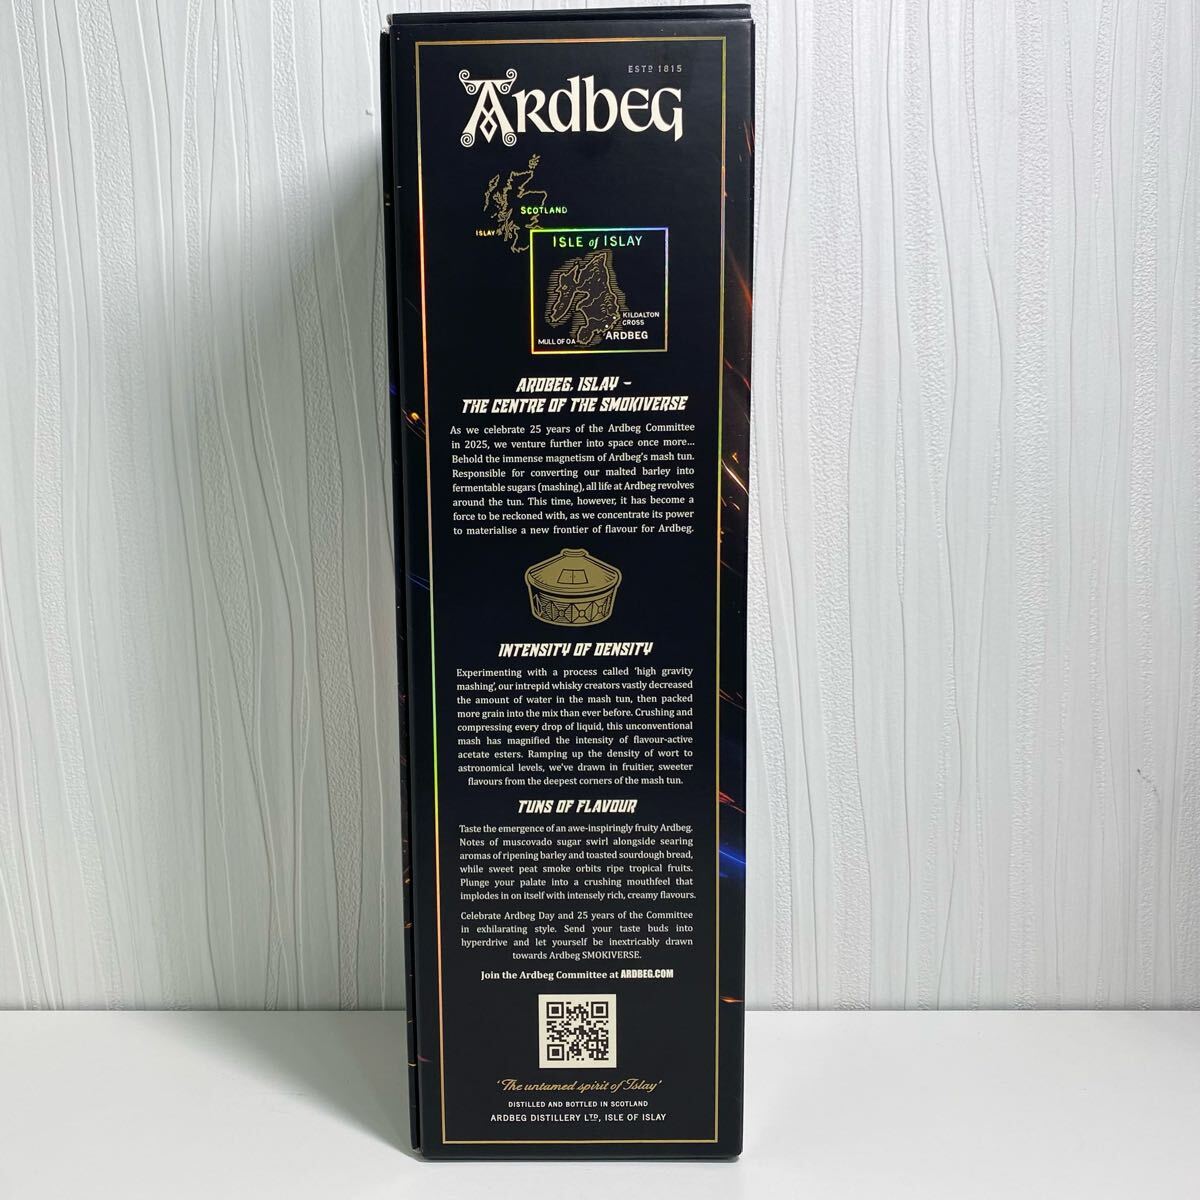 ESTD 1815
ARDBEG
SCOTLAND
ISLAY
ISLE of ISLAY
KILDALTON
CROSS
MULL OF OA
ARDBEG
ARDBEG, ISLAY –
THE CENTRE OF THE SMOKIVERSE
As we celebrate 25 years of the Ardbeg Committee
in 2025, we venture further into space once more...
Behold the immense magnetism of Ardbeg's mash tun.
Responsible for converting our malted barley into
fermentable sugars (mashing), all life at Ardbeg revolves
around the tun. This time, however, it has become a
force to be reckoned with, as we concentrate its power
to materialise a new frontier of flavour for Ardbeg.
INTENSITY OF DENSITY
Experimenting with a process called 'high gravity
mashing', our intrepid whisky creators vastly decreased
the amount of water in the mash tun, then packed
more grain into the mix than ever before. Crushing and
compressing every drop of liquid, this unconventional
mash has magnified the intensity of flavour-active
acetate esters. Ramping up the density of wort to
astronomical levels, we've drawn in fruitier, sweeter
flavours from the deepest corners of the mash tun.
TUNS OF FLAVOUR
Taste the emergence of an awe-inspiringly fruity Ardbeg.
Notes of muscovado sugar swirl alongside searing
aromas of ripening barley and toasted sourdough bread,
while sweet peat smoke orbits ripe tropical fruits.
Plunge your palate into a crushing mouthfeel that
implodes in on itself with intensely rich, creamy flavours.
Celebrate Ardbeg Day and 25 years of the Committee
in exhilarating style. Send your taste buds into
hyperdrive and let yourself be inextricably drawn
towards Ardbeg SMOKIVERSE.
Join the Ardbeg Committee at ARDBEG.COM
'The untamed spirit of Islay'
DISTILLED AND BOTTLED IN SCOTLAND
ARDBEG DISTILLERY LTD, ISLE OF ISLAY